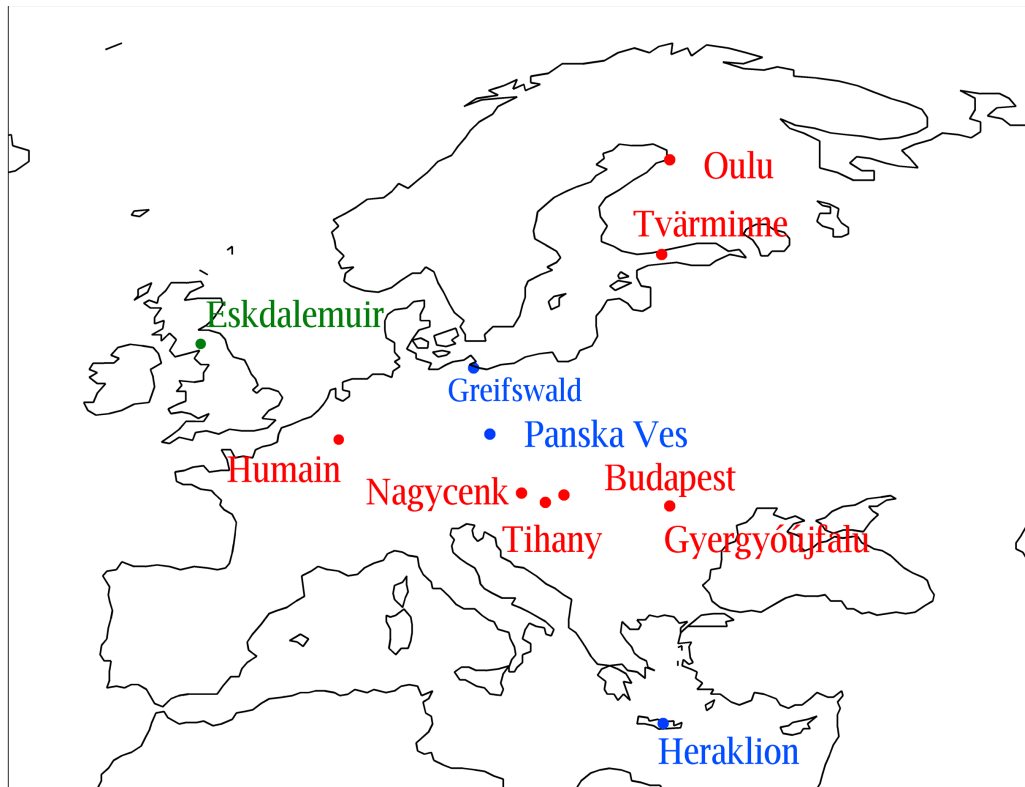 Oulu
Tvärminne
Eskdalemuir
Greifswald
Panska Ves
Humain
Budapest
Nagycenk
Tihany
Gyergyóújfalu
Heraklion